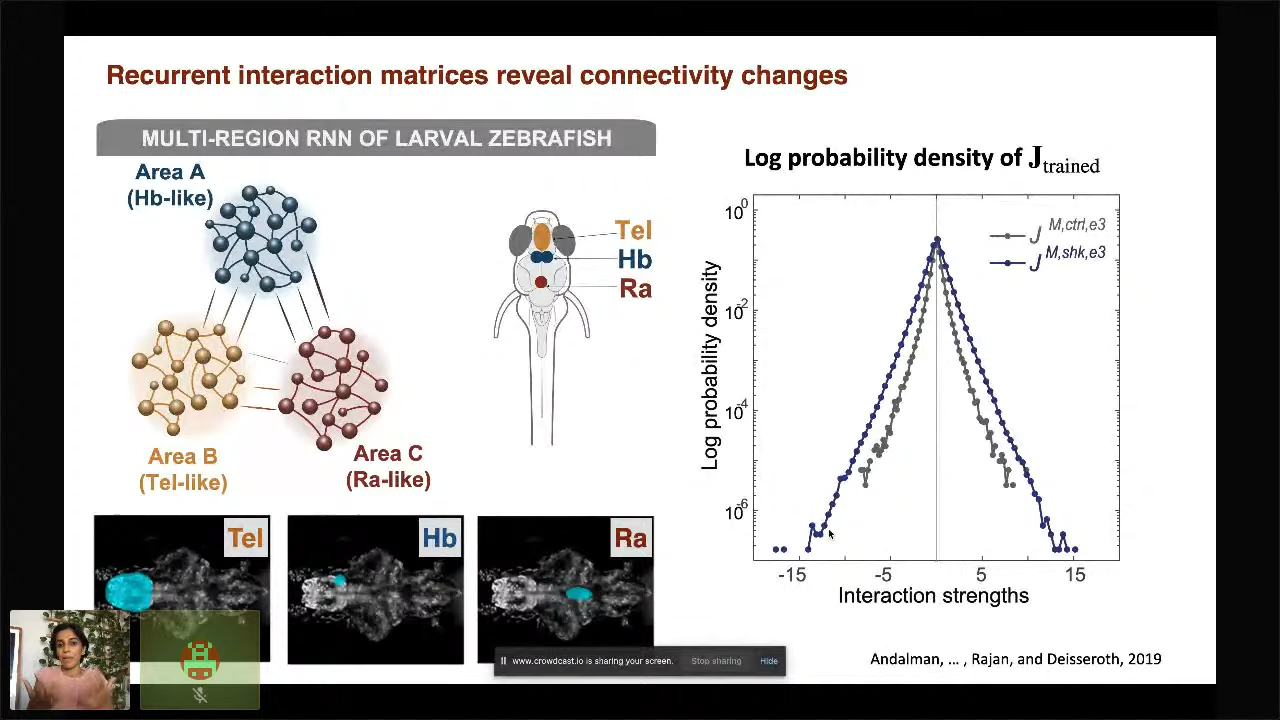 Recurrent interaction matrices reveal connectivity changes
MULTI-REGION RNN OF LARVAL ZEBRAFISH
Area A
(Hb-like)
Area B
(Tel-like)
Area C
(Ra-like)
Tel
Hb
Ra
Tel
Hb
Ra
Log probability density of J trained
J M,ctrl,e3
J M,shk,e3
Log probability density
10^0
10^-2
10^-4
10^-6
-15
-5
5
15
Interaction strengths
www.crowdcast.io is sharing your screen.
Stop sharing
Hide
Andalman, ... , Rajan, and Deisseroth, 2019